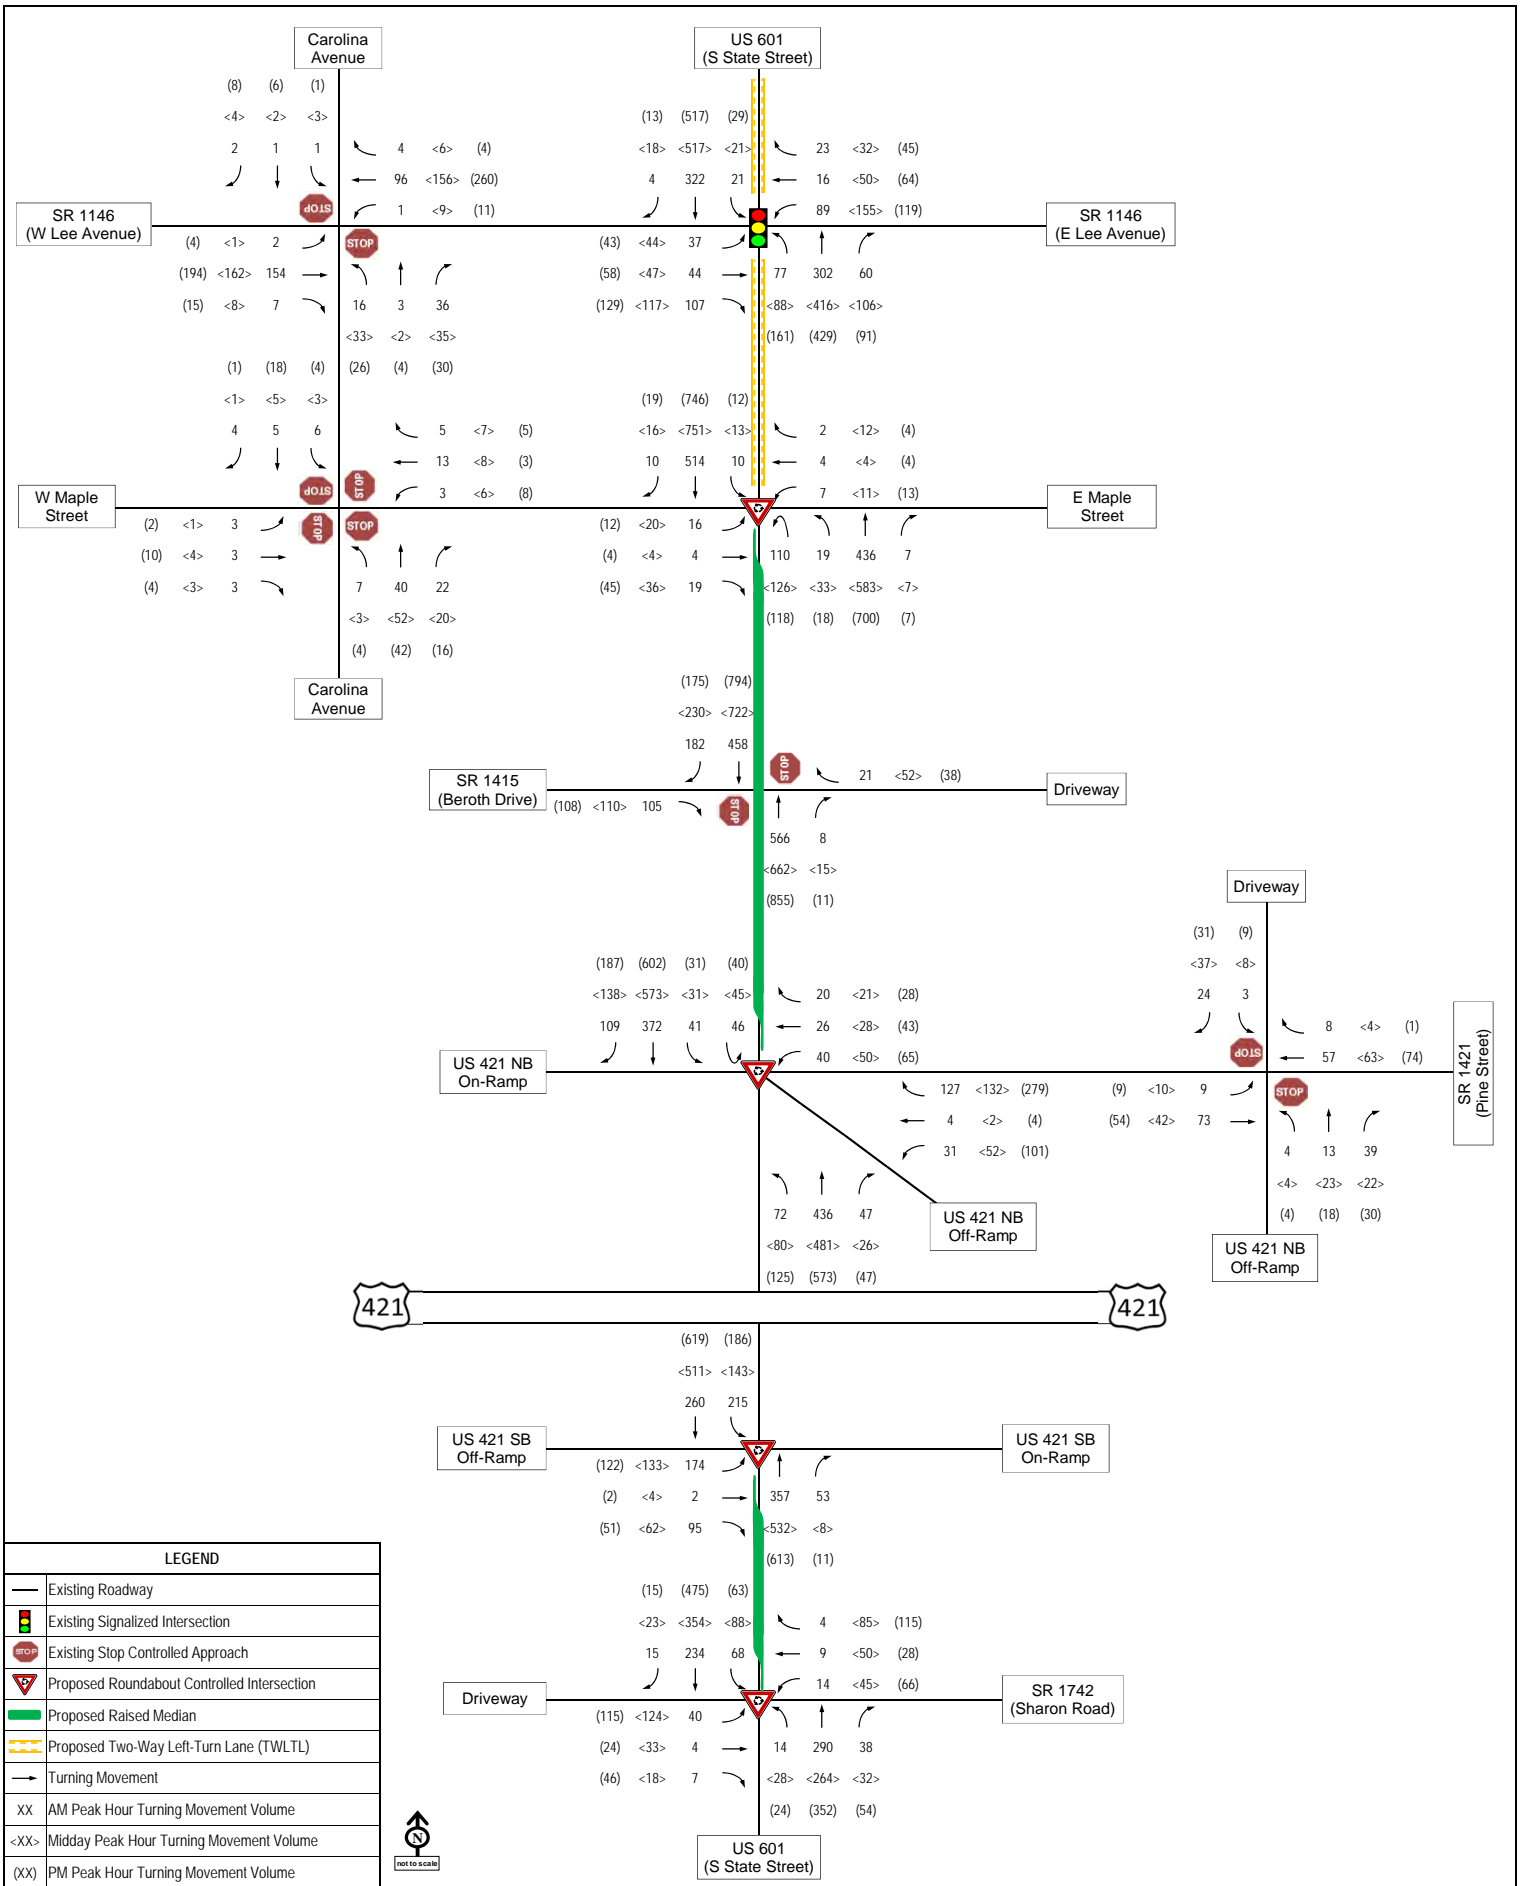 Carolina
Avenue
US 601
(S State Street)
(8) (6) (1)
<4> <2> <3>
2 1 1
4 <6> (4)
96 <156> (260)
1 <9> (11)
STOP
STOP
SR 1146
(W Lee Avenue)
(4) <1> 2
(194) <162> 154
(15) <8> 7
16 3 36
<33> <2> <35>
(26) (4) (30)
(13) (517) (29)
<18> <517> <21>
4 322 21
23 <32> (45)
16 <50> (64)
89 <155> (119)
SR 1146
(E Lee Avenue)
(43) <44> 37
(58) <47> 44
(129) <117> 107
77 302 60
<88> <416> <106>
(161) (429) (91)
(1) (18) (4)
<1> <5> <3>
4 5 6
5 <7> (5)
13 <8> (3)
3 <6> (8)
STOP
STOP
STOP
STOP
W Maple
Street
(2) <1> 3
(10) <4> 3
(4) <3> 3
7 40 22
<3> <52> <20>
(4) (42) (16)
Carolina
Avenue
(19) (746) (12)
<16> <751> <13>
10 514 10
2 <12> (4)
4 <4> (4)
7 <11> (13)
E Maple
Street
(12) <20> 16
(4) <4> 4
(45) <36> 19
110 19 436 7
<126> <33> <583> <7>
(118) (18) (700) (7)
(175) (794)
<230> <722>
182 458
STOP
21 <52> (38)
SR 1415
(Beroth Drive)
Driveway
(108) <110> 105
STOP
566 8
<662> <15>
(855) (11)
Driveway
(31) (9)
<37> <8>
24 3
8 <4> (1)
57 <63> (74)
STOP
STOP
SR 1421
(Pine Street)
(9) <10> 9
(54) <42> 73
4 13 39
<4> <23> <22>
(4) (18) (30)
US 421 NB
Off-Ramp
(187) (602) (31) (40)
<138> <573> <31> <45>
109 372 41 46
20 <21> (28)
26 <28> (43)
40 <50> (65)
US 421 NB
On-Ramp
127 <132> (279)
4 <2> (4)
31 <52> (101)
72 436 47
<80> <481> <26>
(125) (573) (47)
US 421 NB
Off-Ramp
421
421
(619) (186)
<511> <143>
260 215
US 421 SB
Off-Ramp
US 421 SB
On-Ramp
(122) <133> 174
(2) <4> 2
(51) <62> 95
357 53
<532> <8>
(613) (11)
(15) (475) (63)
<23> <354> <88>
15 234 68
4 <85> (115)
9 <50> (28)
14 <45> (66)
Driveway
SR 1742
(Sharon Road)
(115) <124> 40
(24) <33> 4
(46) <18> 7
14 290 38
<28> <264> <32>
(24) (352) (54)
US 601
(S State Street)
N
not to scale
LEGEND
Existing Roadway
Existing Signalized Intersection
STOP Existing Stop Controlled Approach
Proposed Roundabout Controlled Intersection
Proposed Raised Median
Proposed Two-Way Left-Turn Lane (TWLTL)
Turning Movement
XX AM Peak Hour Turning Movement Volume
<XX> Midday Peak Hour Turning Movement Volume
(XX) PM Peak Hour Turning Movement Volume